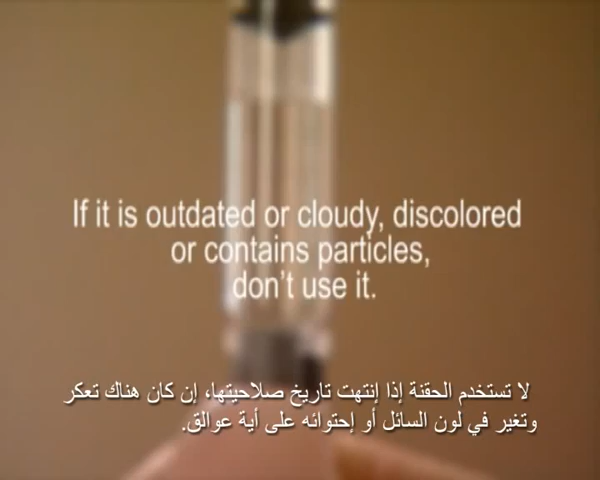 If it is outdated or cloudy, discolored
or contains particles,
don't use it.
لا تستخدم الحقنة إذا إنتهت تاريخ صلاحيتها، إن كان هناك تعكر
وتغير في لون السائل أو إحتوائه على أية عوالق.